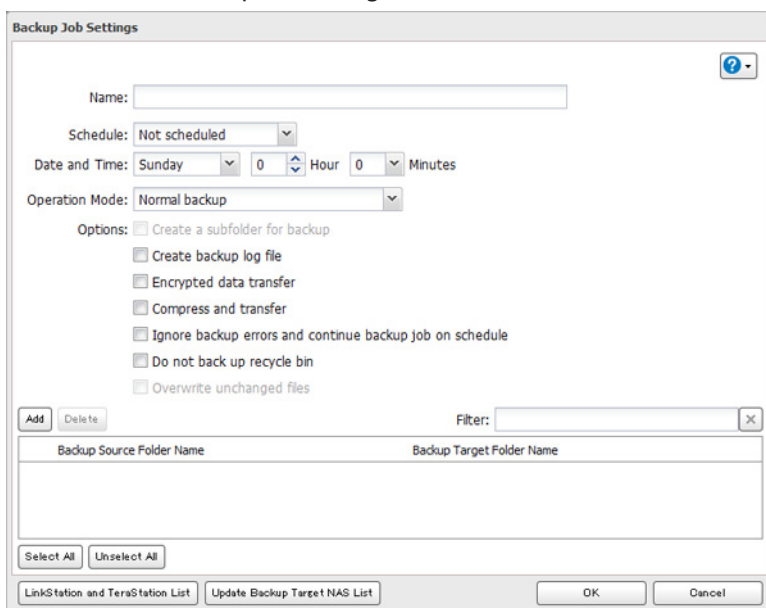 Backup Job Settings
?
Name:
Schedule: Not scheduled
Date and Time: Sunday 0 Hour 0 Minutes
Operation Mode: Normal backup
Options: Create a subfolder for backup
Create backup log file
Encrypted data transfer
Compress and transfer
Ignore backup errors and continue backup job on schedule
Do not back up recycle bin
Overwrite unchanged files
Add Delete Filter:
Backup Source Folder Name Backup Target Folder Name
Select All Unselect All
LinkStation and TeraStation List Update Backup Target NAS List OK Cancel